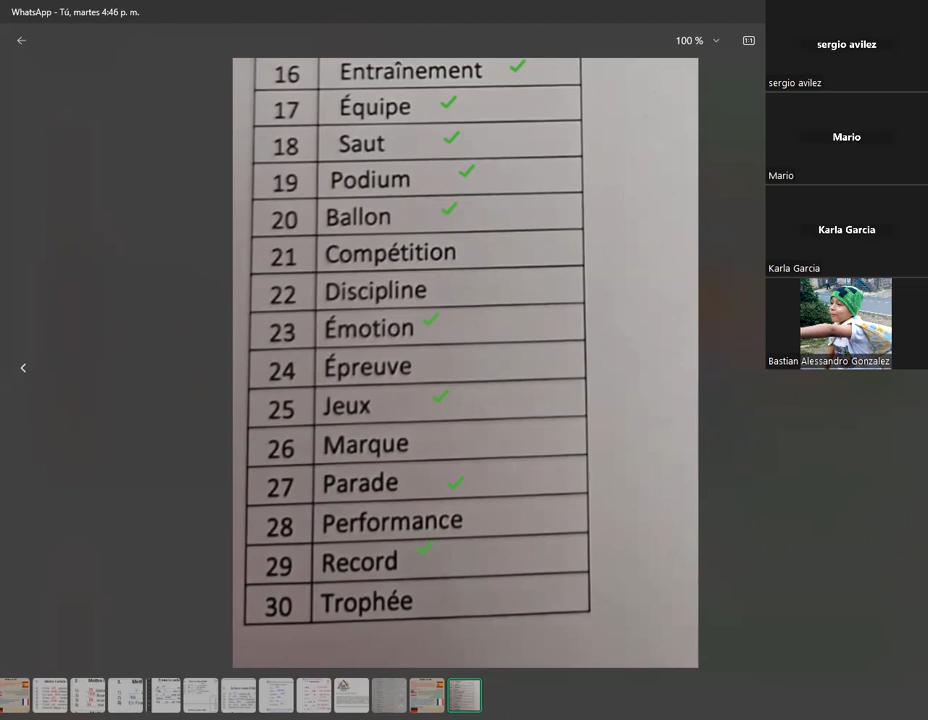 WhatsApp - Tú, martes 4:46 p. m.
100 %
1:1
16 Entraînement
17 Équipe
18 Saut
19 Podium
20 Ballon
21 Compétition
22 Discipline
23 Émotion
24 Épreuve
25 Jeux
26 Marque
27 Parade
28 Performance
29 Record
30 Trophée
sergio avilez
sergio avilez
Mario
Mario
Karla Garcia
Karla Garcia
Bastian Alessandro Gonzalez